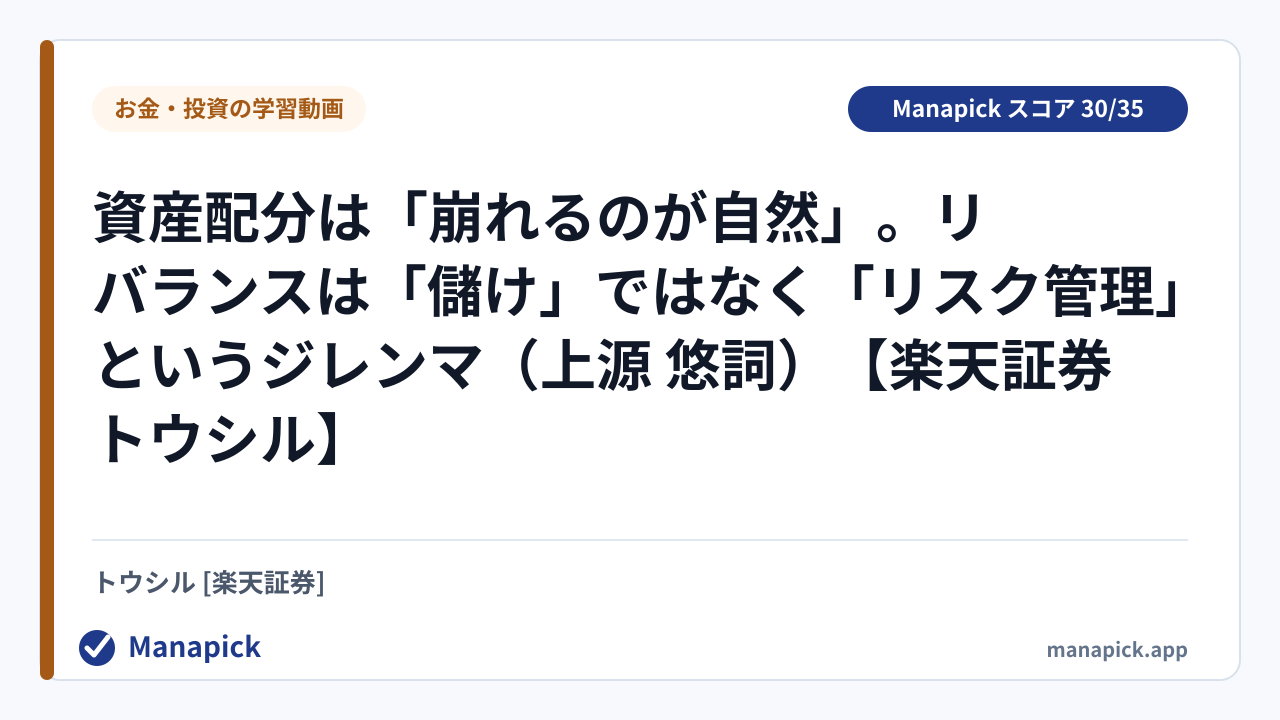 お金・投資の学習動画
Manapick スコア 30/35
資産配分は「崩れるのが自然」。リ
バランスは「儲け」ではなく「リスク管理」
というジレンマ（上源 悠詞）【楽天証券
トウシル】
トウシル [楽天証券]
Manapick
manapick.app